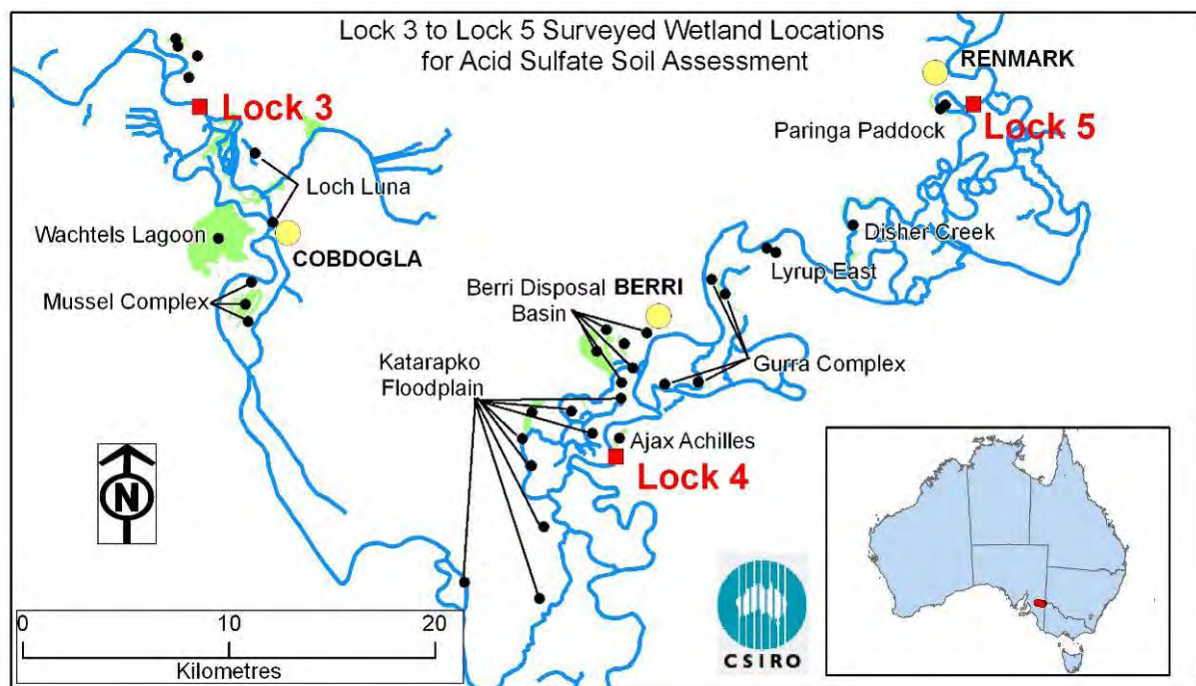 Lock 3 to Lock 5 Surveyed Wetland Locations
for Acid Sulfate Soil Assessment
RENMARK
Lock 3
Paringa Paddock
Lock 5
Loch Luna
Wachtels Lagoon
COBDOGLA
Disher Creek
Lyrup East
Mussel Complex
Berri Disposal
Basin
BERRI
Katarapko
Floodplain
Gurra Complex
Ajax Achilles
Lock 4
N
0 10 20
Kilometres
CSIRO